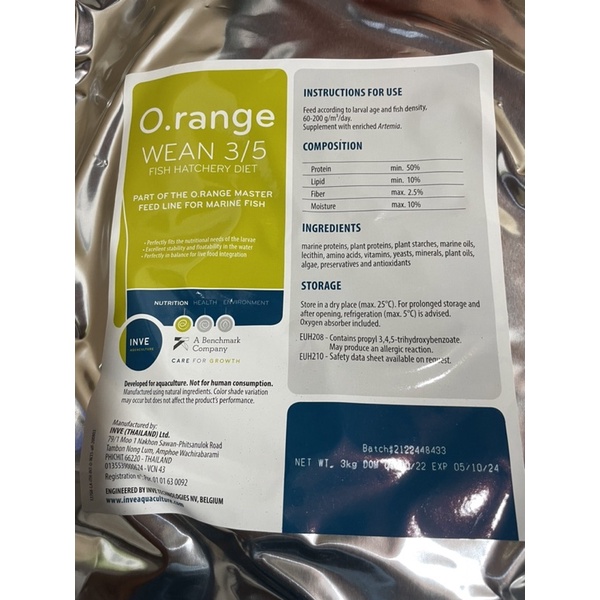 O.range
WEAN 3/5
FISH HATCHERY DIET
PART OF THE O.RANGE MASTER
FEED LINE FOR MARINE FISH
• Perfectly fits the nutritional needs of the larvae
• Excellent stability and floatability in the water
• Perfectly in balance for live food integration
NUTRITION HEALTH ENVIRONMENT
INVE
AQUACULTURE
A Benchmark
Company
CARE FOR GROWTH
Developed for aquaculture. Not for human consumption.
Manufactured using natural ingredients. Color shade variation
may occur but does not affect the product's performance.
Manufactured by:
INVE (THAILAND) Ltd.
79/1 Moo 1 Nakhon Sawan-Phitsanulok Road
Tambon Nong Lum, Amphoe Wachirabarami
PHICHIT 66220 - THAILAND
- VCN 43
Registration 01 01 63 0092
ENGINEERED BY INVE TECHNOLOGIES NV, BELGIUM
www.inveaquaculture.com
INSTRUCTIONS FOR USE
Feed according to larval age and fish density,
60-200 g/m³/day.
Supplement with enriched Artemia.
COMPOSITION
Protein min. 50%
Lipid min. 10%
Fiber max. 2.5%
Moisture max. 10%
INGREDIENTS
marine proteins, plant proteins, plant starches, marine oils,
lecithin, amino acids, vitamins, yeasts, minerals, plant oils,
algae, preservatives and antioxidants
STORAGE
Store in a dry place (max. 25°C). For prolonged storage and
after opening, refrigeration (max. 5°C) is advised.
Oxygen absorber included.
EUH208 - Contains propyl 3,4,5-trihydroxybenzoate.
May produce an allergic reaction.
EUH210 - Safety data sheet available on request.
Batch#2122448433
NET WT. 3kg DOM /22 EXP 05/10/24